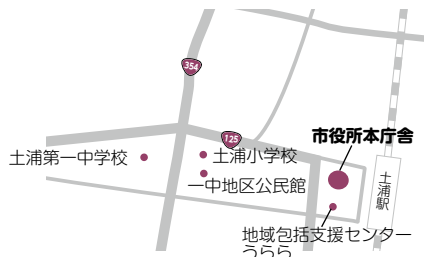 354
125
市役所本庁舎
土浦第一中学校
土浦小学校
一中地区公民館
土浦駅
地域包括支援センター
うらら